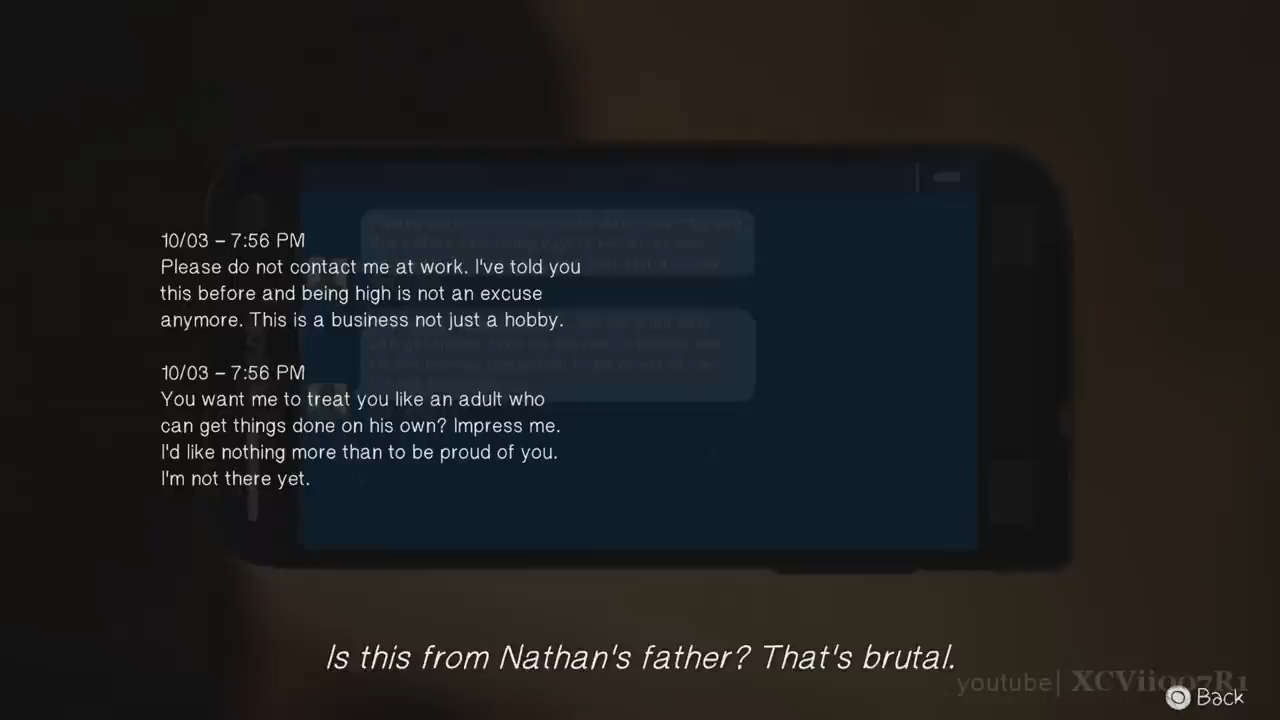 10/03 – 7:56 PM
Please do not contact me at work. I've told you
this before and being high is not an excuse
anymore. This is a business not just a hobby.
10/03 – 7:56 PM
You want me to treat you like an adult who
can get things done on his own? Impress me.
I'd like nothing more than to be proud of you.
I'm not there yet.
Is this from Nathan's father? That's brutal.
youtube| XCVii007R1
Back